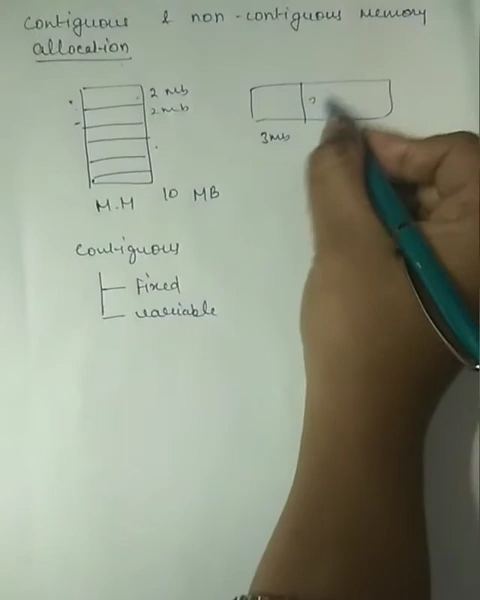 Contiguous & non-contiguous memory
allocation
2 Mb
2 mb
3mb
M.M 10 MB
Contiguous
Fixed
variable